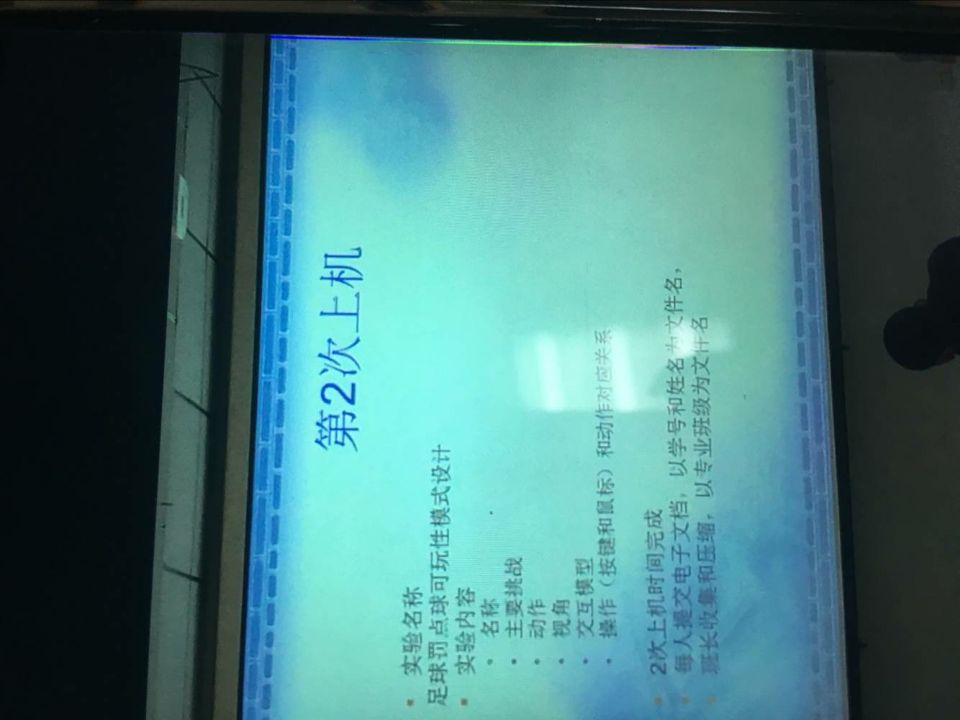 第2次上机
实验名称
足球罚点球可玩性模式设计
实验内容
名称
主要挑战
动作
视角
交互模型
操作（按键和鼠标）和动作对应关系
2次上机时间完成
每人提交电子文档，以学号和姓名为文件名，
班长收集和压缩，以专业班级为文件名